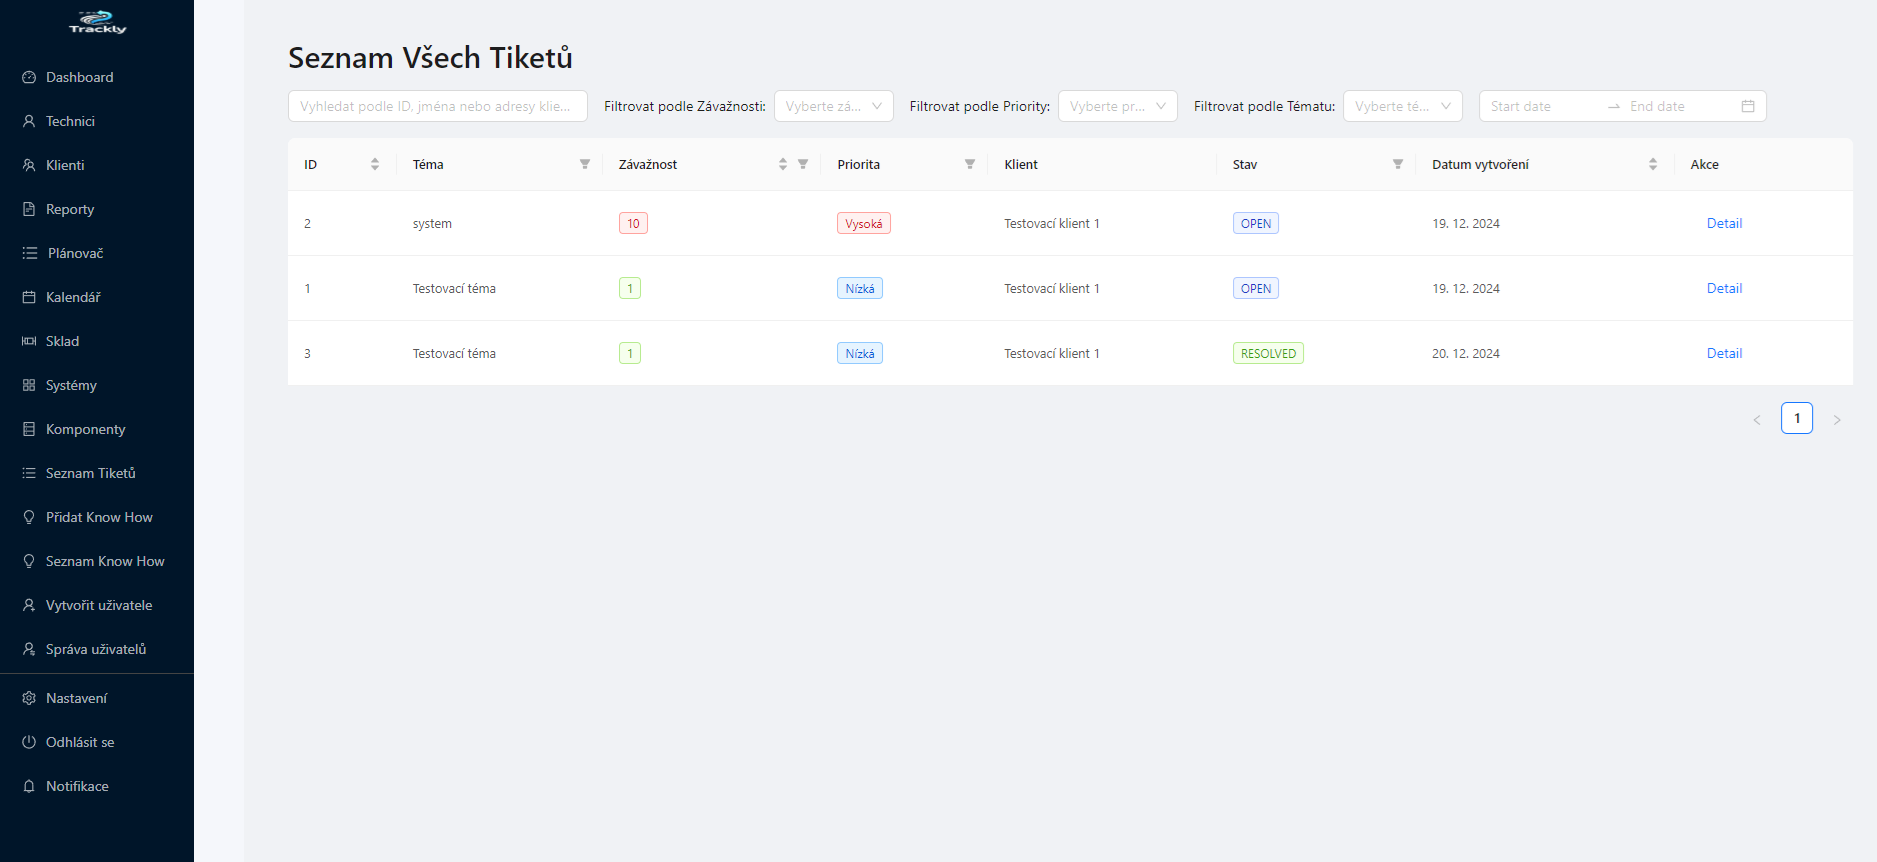 Trackly
Dashboard
Technici
Klienti
Reporty
Plánovač
Kalendář
Sklad
Systémy
Komponenty
Seznam Tiketů
Přidat Know How
Seznam Know How
Vytvořit uživatele
Správa uživatelů
Nastavení
Odhlásit se
Notifikace
Seznam Všech Tiketů
Vyhledat podle ID, jména nebo adresy klie... Filtrovat podle Závažnosti: Vyberte zá... Filtrovat podle Priority: Vyberte pr... Filtrovat podle Tématu: Vyberte té... Start date → End date
ID Téma Závažnost Priorita Klient Stav Datum vytvoření Akce
2 system 10 Vysoká Testovací klient 1 OPEN 19. 12. 2024 Detail
1 Testovací téma 1 Nízká Testovací klient 1 OPEN 19. 12. 2024 Detail
3 Testovací téma 1 Nízká Testovací klient 1 RESOLVED 20. 12. 2024 Detail
< 1 >